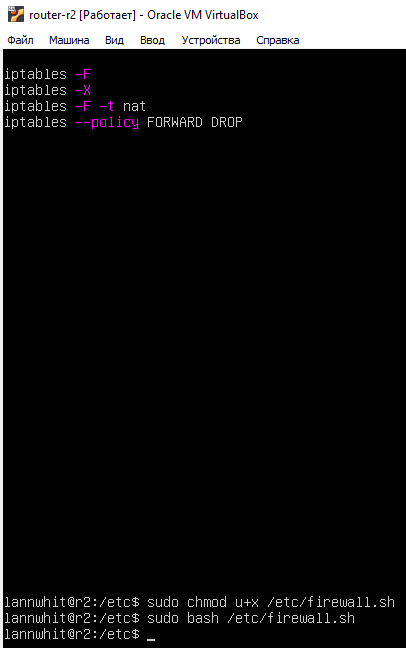 router-r2 [Работает] - Oracle VM VirtualBox
Файл Машина Вид Ввод Устройства Справка
iptables -F
iptables -X
iptables -F -t nat
iptables --policy FORWARD DROP
lannwhit@r2:/etc$ sudo chmod u+x /etc/firewall.sh
lannwhit@r2:/etc$ sudo bash /etc/firewall.sh
lannwhit@r2:/etc$ _